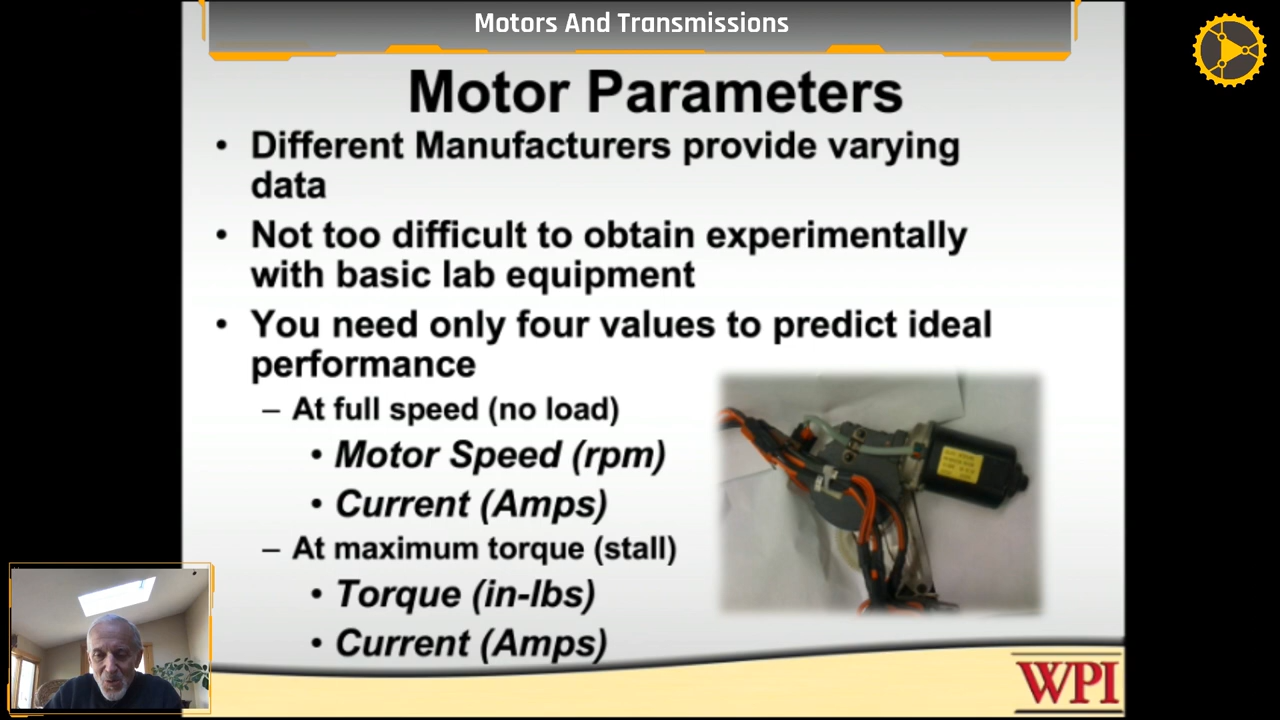 Motors And Transmissions
Motor Parameters
• Different Manufacturers provide varying
data
• Not too difficult to obtain experimentally
with basic lab equipment
• You need only four values to predict ideal
performance
– At full speed (no load)
• Motor Speed (rpm)
• Current (Amps)
– At maximum torque (stall)
• Torque (in-lbs)
• Current (Amps)
WPI